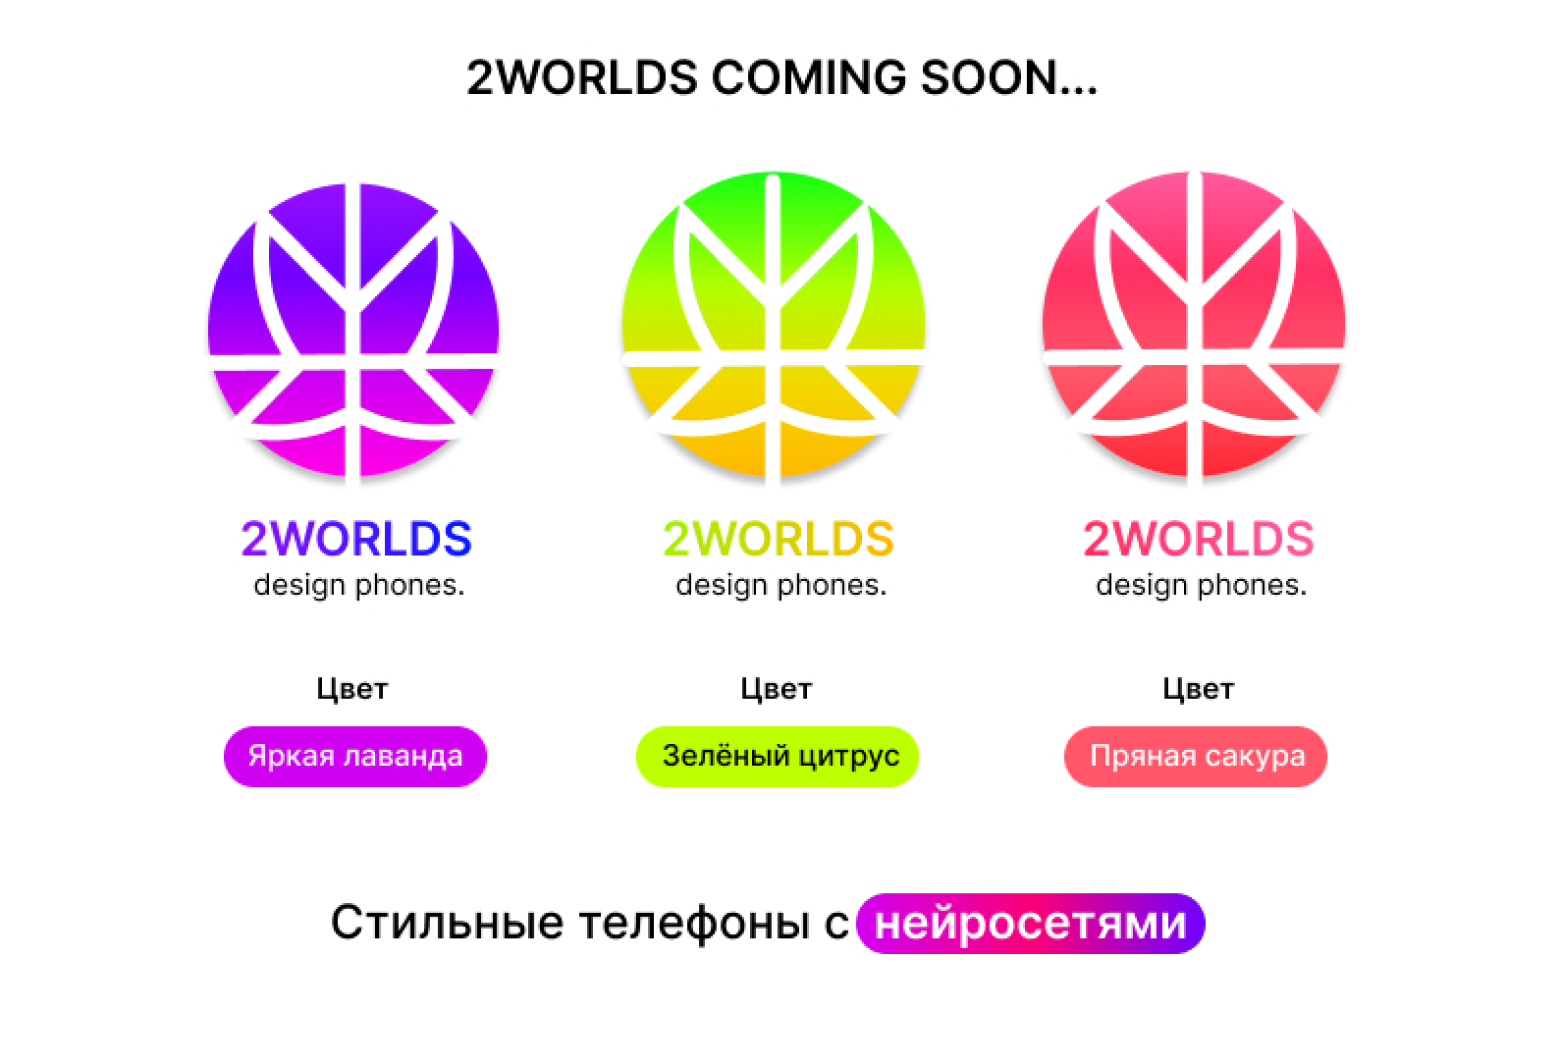 2WORLDS COMING SOON...
2WORLDS 2WORLDS 2WORLDS
design phones. design phones. design phones.
Цвет Цвет Цвет
Яркая лаванда Зелёный цитрус Пряная сакура
Стильные телефоны с нейросетями